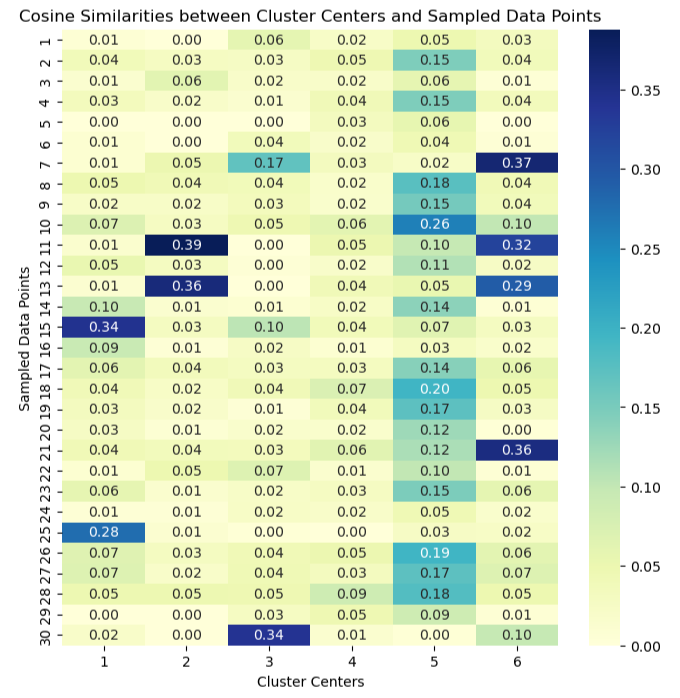 Cosine Similarities between Cluster Centers and Sampled Data Points
1 0.01 0.00 0.06 0.02 0.05 0.03
2 0.04 0.03 0.03 0.05 0.15 0.04
3 0.01 0.06 0.02 0.02 0.06 0.01
4 0.03 0.02 0.01 0.04 0.15 0.04
5 0.00 0.00 0.00 0.03 0.06 0.00
6 0.01 0.00 0.04 0.02 0.04 0.01
7 0.01 0.05 0.17 0.03 0.02 0.37
8 0.05 0.04 0.04 0.02 0.18 0.04
9 0.02 0.02 0.03 0.02 0.15 0.04
10 0.07 0.03 0.05 0.06 0.26 0.10
11 0.01 0.39 0.00 0.05 0.10 0.32
12 0.05 0.03 0.00 0.02 0.11 0.02
13 0.01 0.36 0.00 0.04 0.05 0.29
14 0.10 0.01 0.01 0.02 0.14 0.01
15 0.34 0.03 0.10 0.04 0.07 0.03
16 0.09 0.01 0.02 0.01 0.03 0.02
17 0.06 0.04 0.03 0.03 0.14 0.06
18 0.04 0.02 0.04 0.07 0.20 0.05
19 0.03 0.02 0.01 0.04 0.17 0.03
20 0.03 0.01 0.02 0.02 0.12 0.00
21 0.04 0.04 0.03 0.06 0.12 0.36
22 0.01 0.05 0.07 0.01 0.10 0.01
23 0.06 0.01 0.02 0.03 0.15 0.06
24 0.01 0.01 0.02 0.02 0.05 0.02
25 0.28 0.01 0.00 0.00 0.03 0.02
26 0.07 0.03 0.04 0.05 0.19 0.06
27 0.07 0.02 0.04 0.03 0.17 0.07
28 0.05 0.05 0.05 0.09 0.18 0.05
29 0.00 0.00 0.03 0.05 0.09 0.01
30 0.02 0.00 0.34 0.01 0.00 0.10
1 2 3 4 5 6
Cluster Centers
Sampled Data Points
0.35
0.30
0.25
0.20
0.15
0.10
0.05
0.00